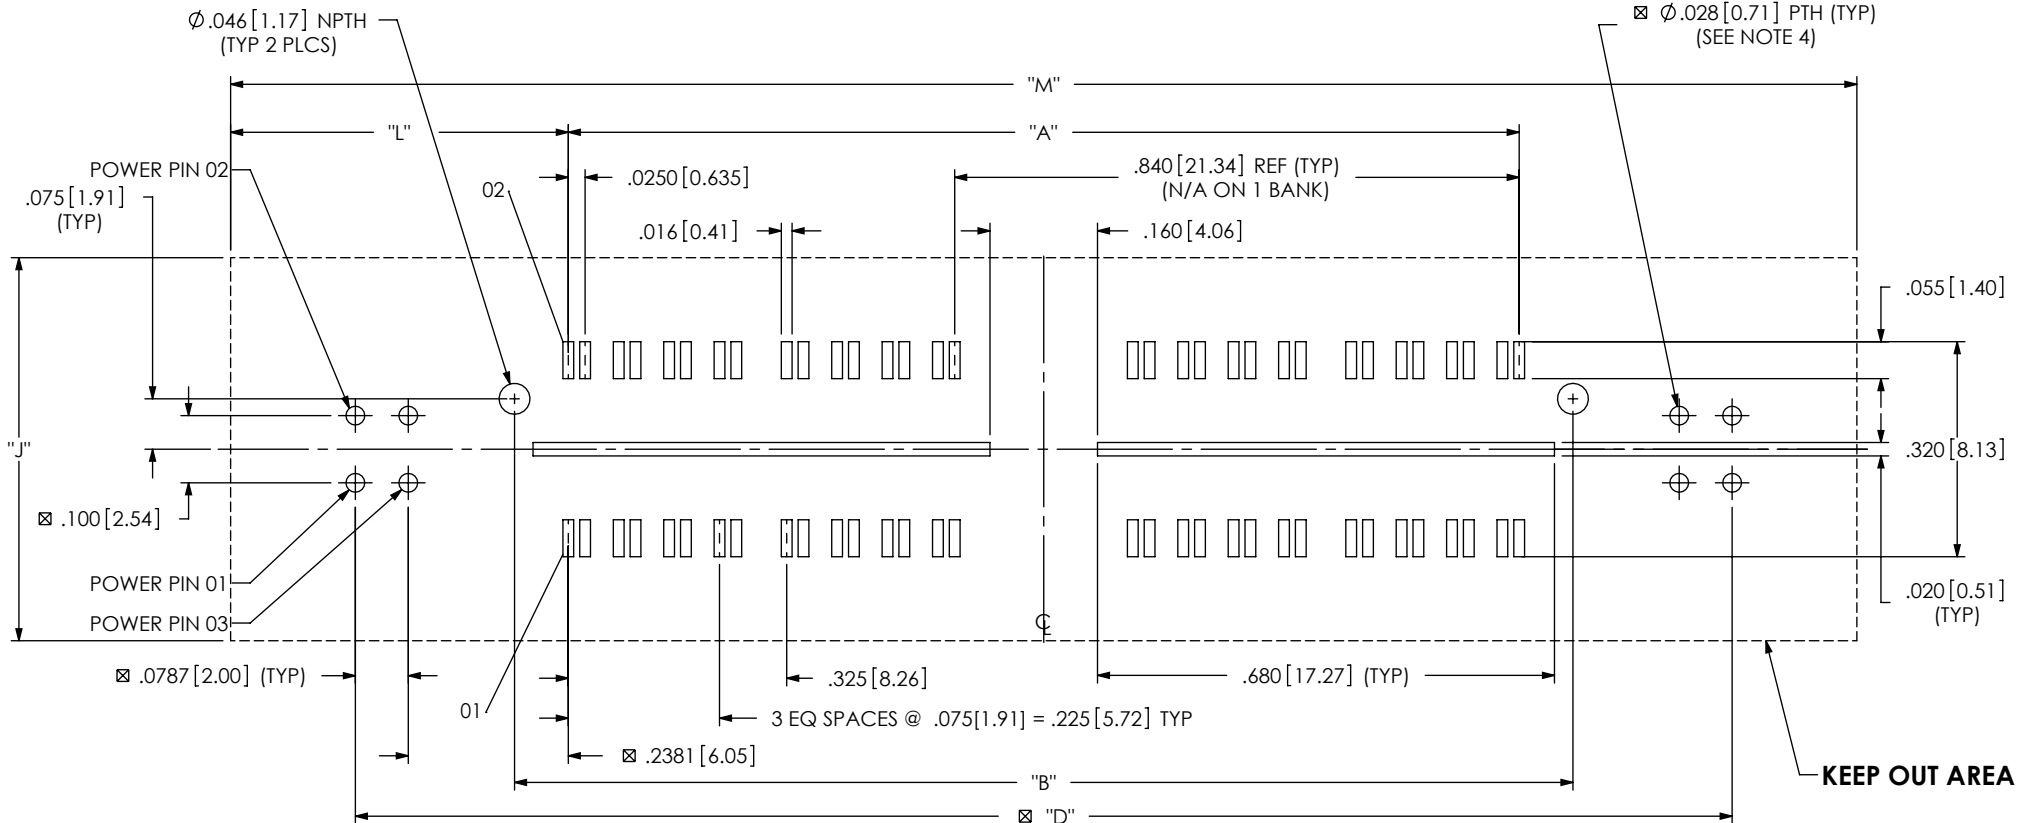 Ø.046[1.17] NPTH
(TYP 2 PLCS)
⊠ Ø.028[0.71] PTH (TYP)
(SEE NOTE 4)
"M"
"L"
"A"
POWER PIN 02
.0250[0.635]
.840[21.34] REF (TYP)
(N/A ON 1 BANK)
.075[1.91]
(TYP)
02
.016[0.41]
.160[4.06]
.055[1.40]
"J"
.320[8.13]
⊠ .100[2.54]
POWER PIN 01
.020[0.51]
(TYP)
POWER PIN 03
℄
⊠ .0787[2.00] (TYP)
.325[8.26]
.680[17.27] (TYP)
01
3 EQ SPACES @ .075[1.91] = .225[5.72] TYP
⊠ .2381[6.05]
"B"
KEEP OUT AREA
⊠ "D"